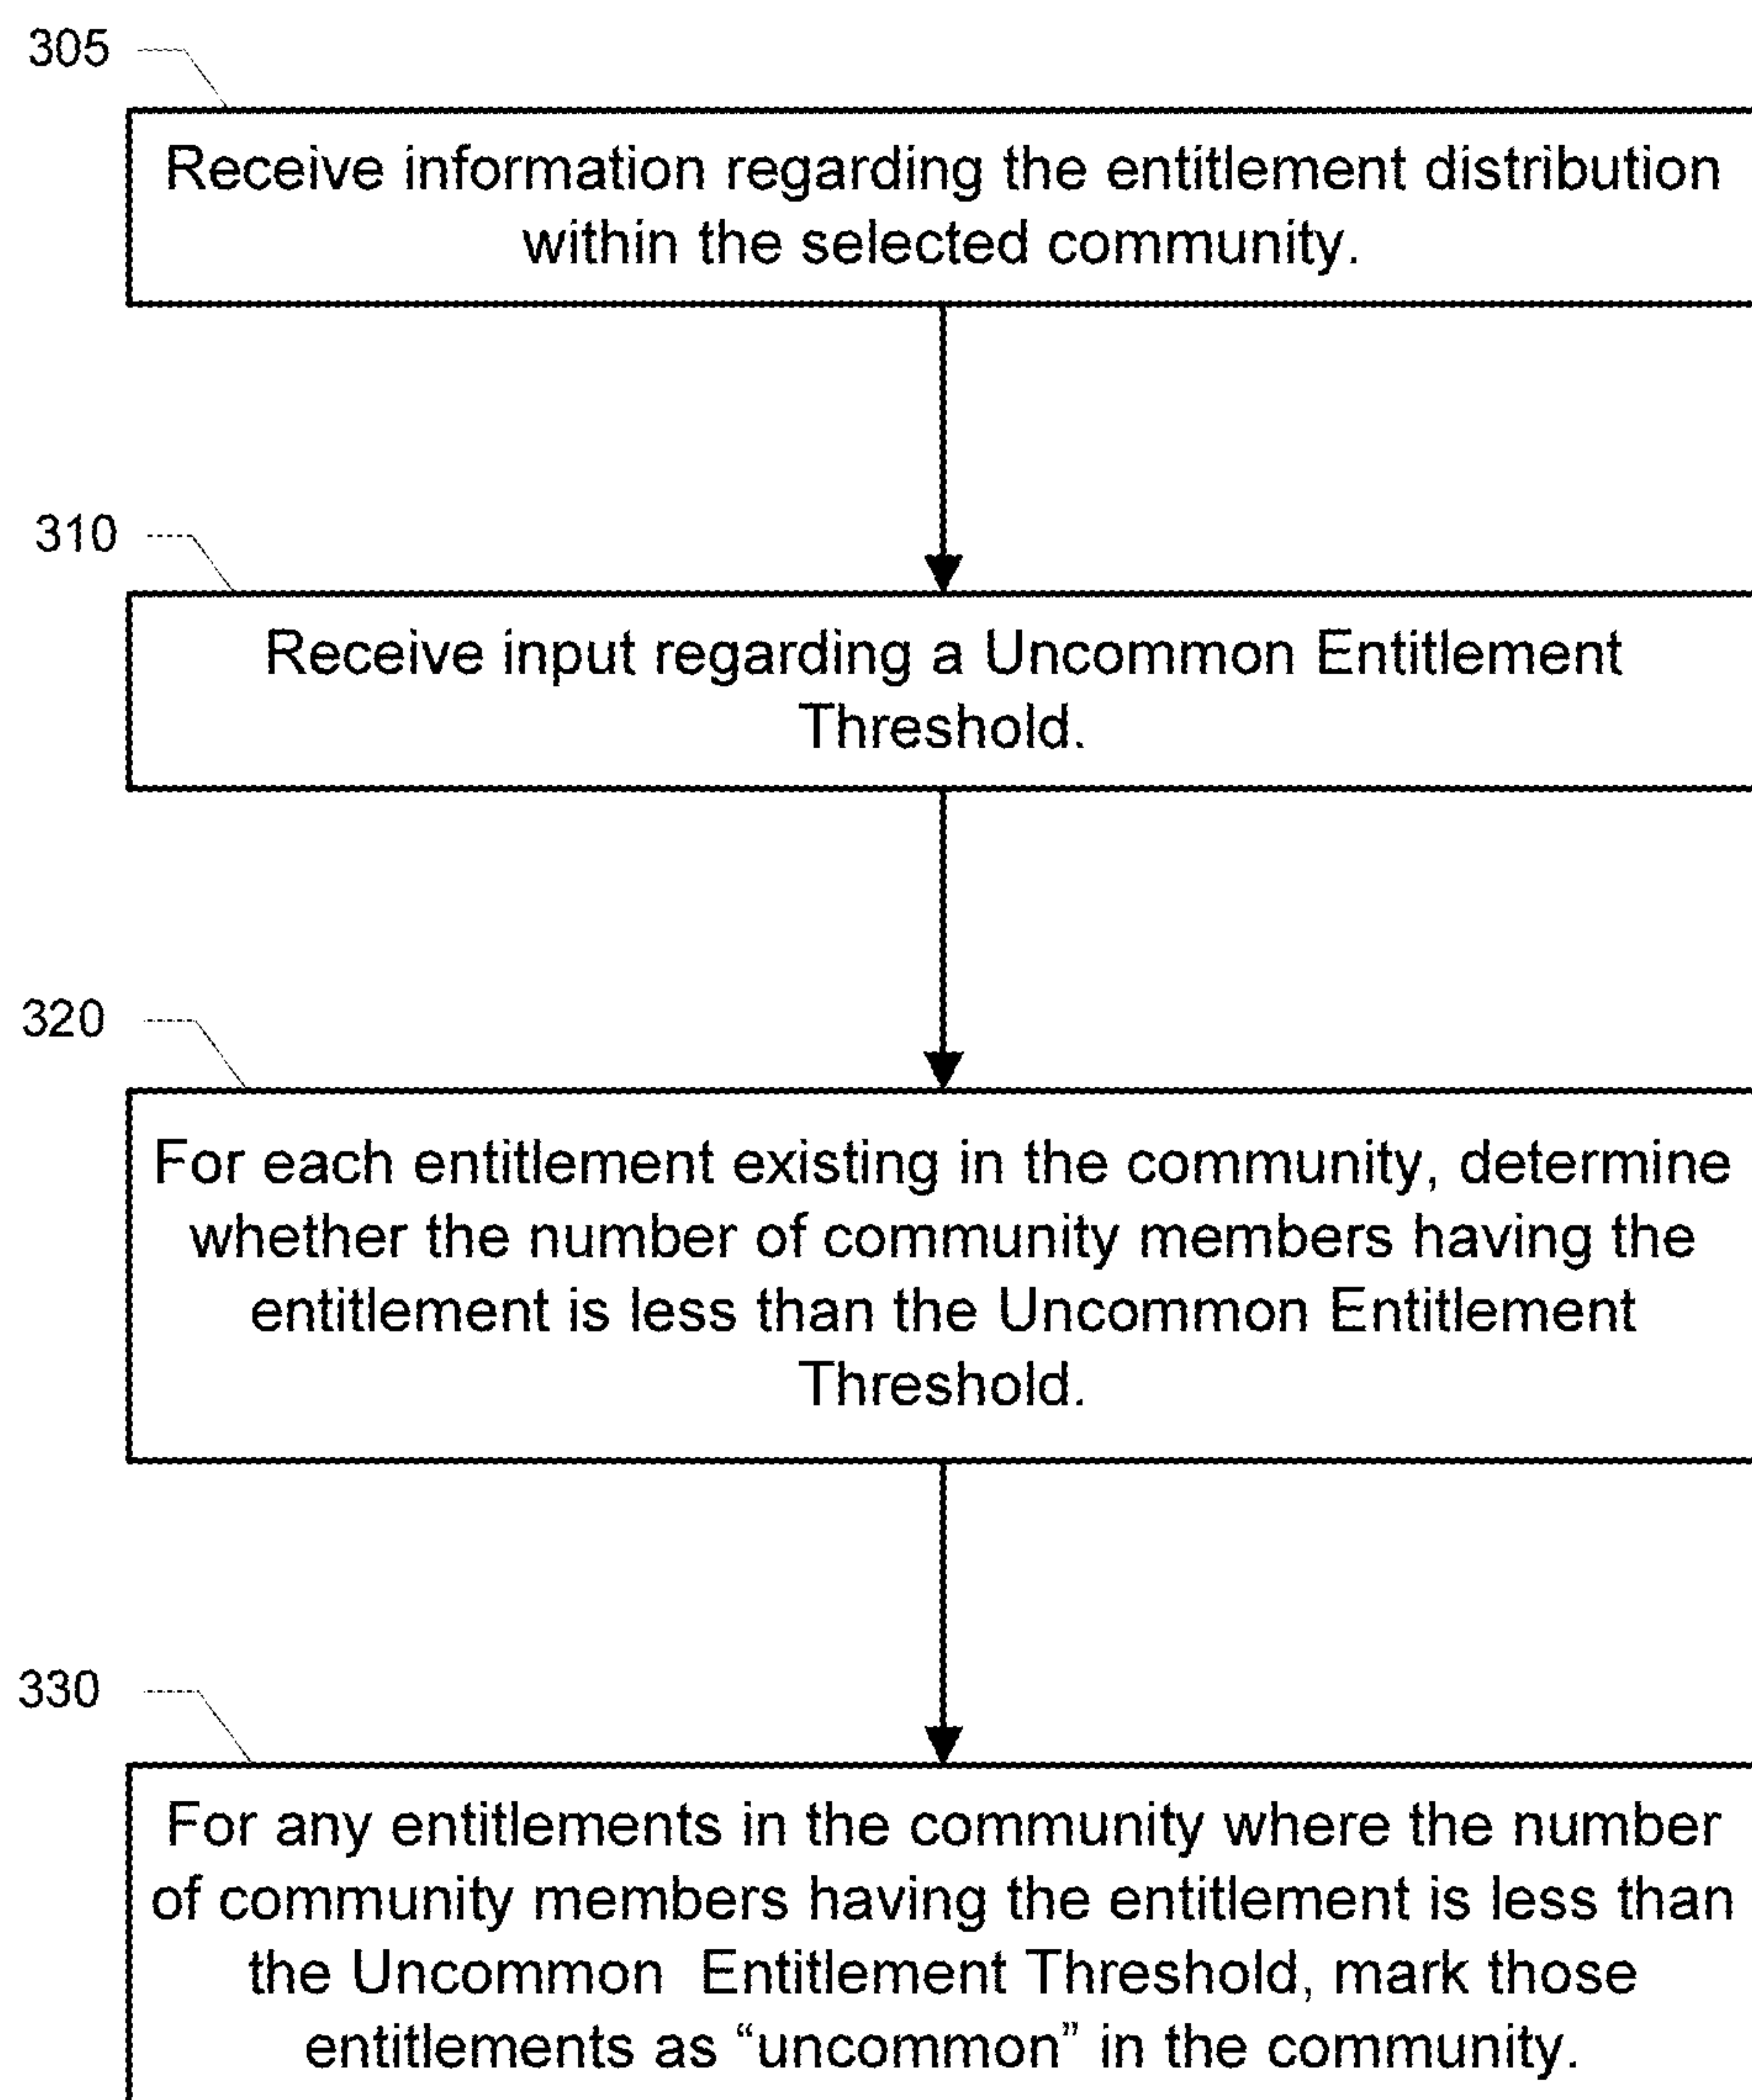 305
Receive information regarding the entitlement distribution
within the selected community.
310
Receive input regarding a Uncommon Entitlement
Threshold.
320
For each entitlement existing in the community, determine
whether the number of community members having the
entitlement is less than the Uncommon Entitlement
Threshold.
330
For any entitlements in the community where the number
of community members having the entitlement is less than
the Uncommon Entitlement Threshold, mark those
entitlements as “uncommon” in the community.